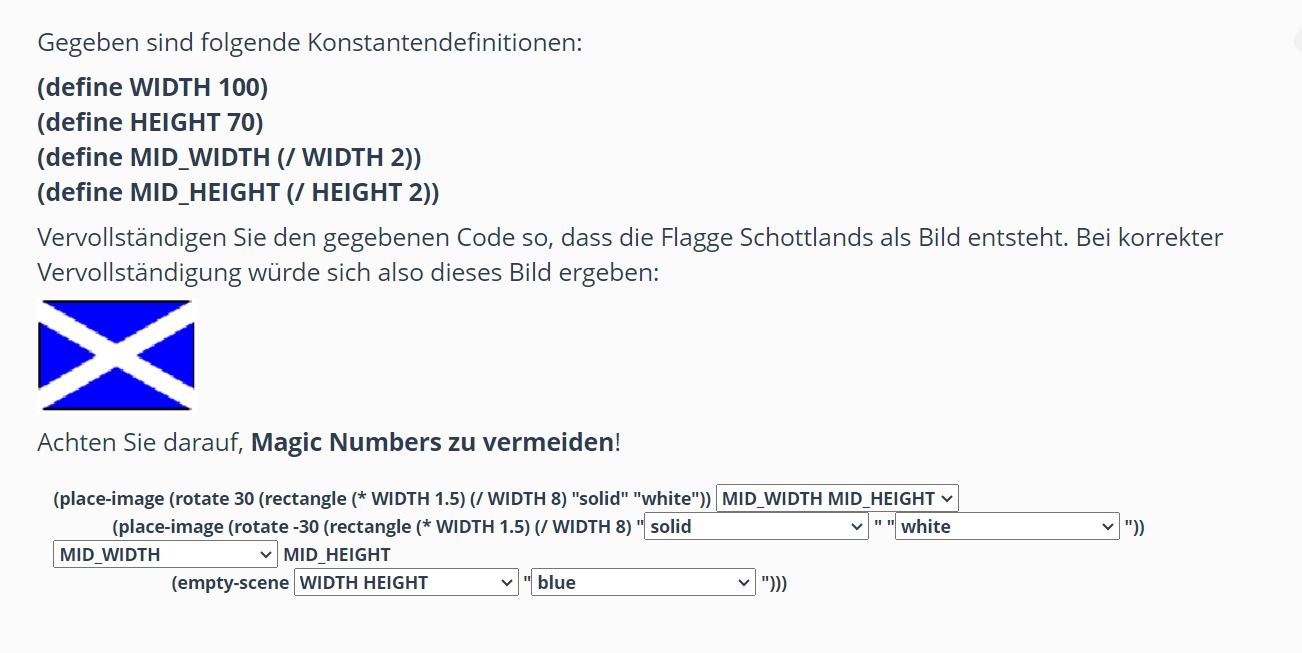 Gegeben sind folgende Konstantendefinitionen:
(define WIDTH 100)
(define HEIGHT 70)
(define MID_WIDTH (/ WIDTH 2))
(define MID_HEIGHT (/ HEIGHT 2))
Vervollständigen Sie den gegebenen Code so, dass die Flagge Schottlands als Bild entsteht. Bei korrekter
Vervollständigung würde sich also dieses Bild ergeben:
Achten Sie darauf, Magic Numbers zu vermeiden!
(place-image (rotate 30 (rectangle (* WIDTH 1.5) (/ WIDTH 8) "solid" "white")) MID_WIDTH MID_HEIGHT
(place-image (rotate -30 (rectangle (* WIDTH 1.5) (/ WIDTH 8) " solid " " white "))
MID_WIDTH MID_HEIGHT
(empty-scene WIDTH HEIGHT " blue ")))